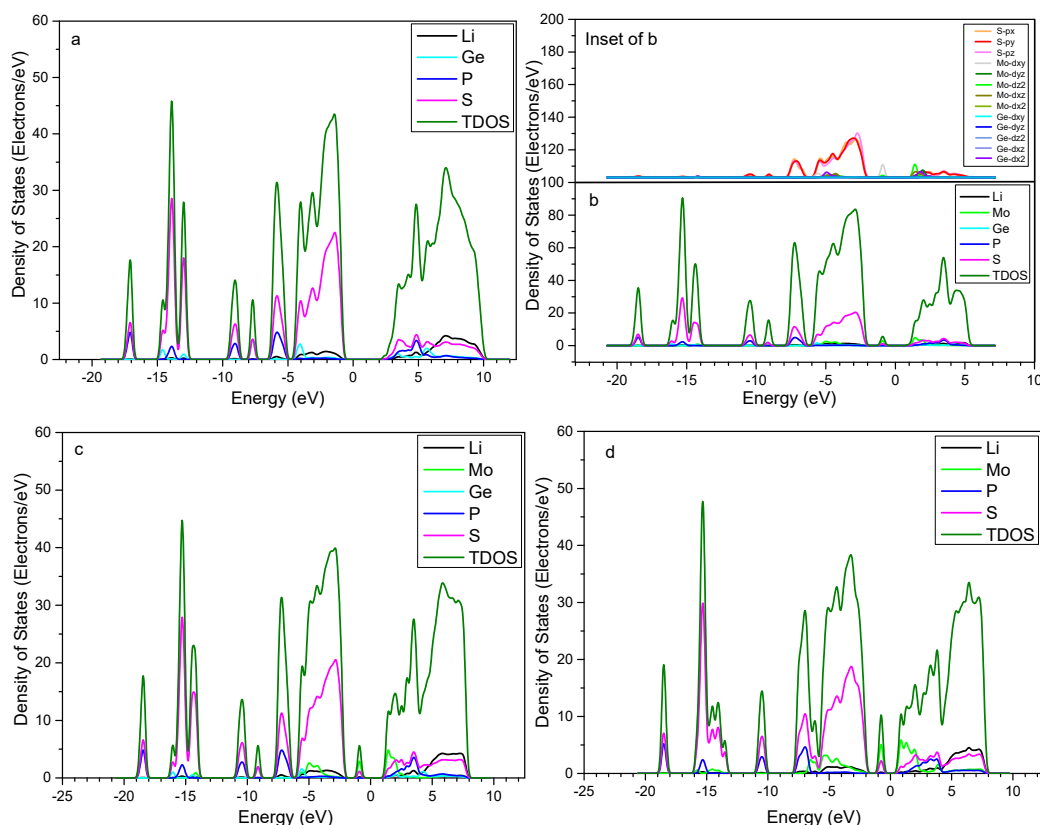 a
Li
Ge
P
S
TDOS
60
50
40
30
20
10
0
Density of States (Electrons/eV)
-20 -15 -10 -5 0 5 10
Energy (eV)
Inset of b
S-px
S-py
S-pz
Mo-dxy
Mo-dyz
Mo-dz2
Mo-dxz
Mo-dx2
Ge-dxy
Ge-dyz
Ge-dz2
Ge-dxz
Ge-dx2
200
180
160
140
120
100
80
60
40
20
0
Density of States (Electrons/eV)
b
Li
Mo
Ge
P
S
TDOS
-20 -15 -10 -5 0 5 10
Energy (eV)
c
Li
Mo
Ge
P
S
TDOS
60
50
40
30
20
10
0
Density of States (Electrons/eV)
-25 -20 -15 -10 -5 0 5 10
Energy (eV)
d
Li
Mo
P
S
TDOS
60
50
40
30
20
10
0
Density of States (Electrons/eV)
-25 -20 -15 -10 -5 0 5 10
Energy (eV)